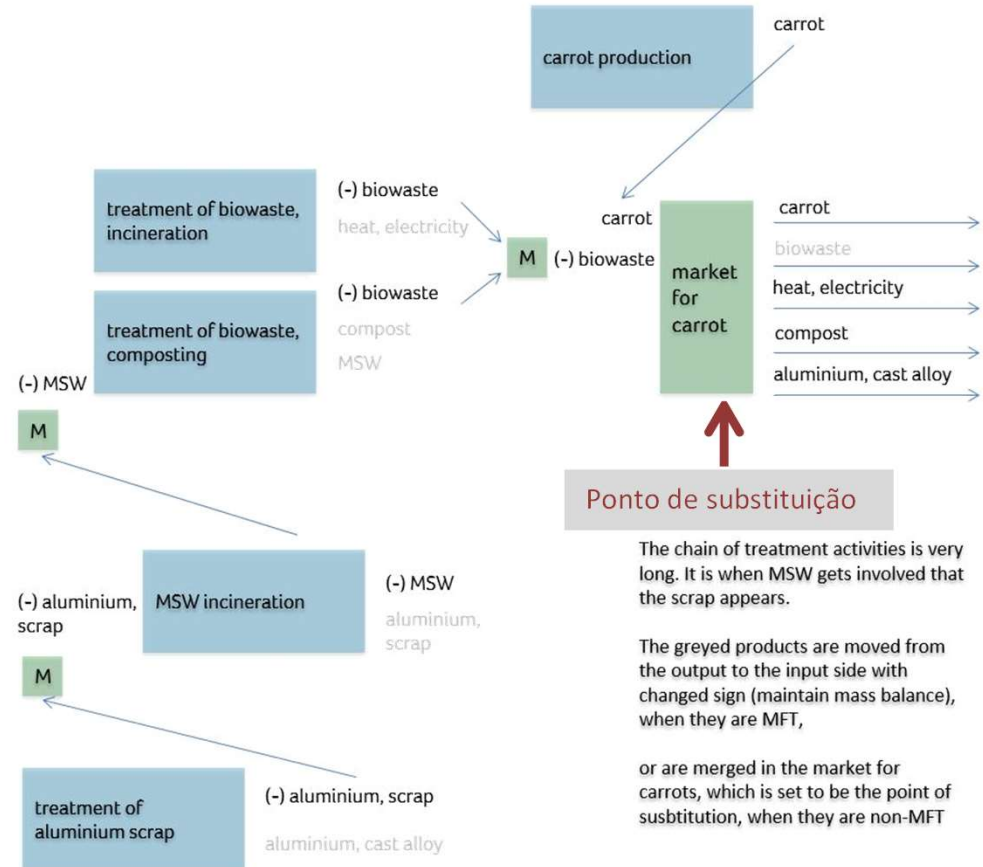 carrot production
carrot
treatment of biowaste,
incineration
(-) biowaste
heat, electricity
treatment of biowaste,
composting
(-) biowaste
compost
MSW
M
(-) biowaste
carrot
market
for
carrot
carrot
biowaste
heat, electricity
compost
aluminium, cast alloy
(-) MSW
M
Ponto de substituição
(-) aluminium,
scrap
MSW incineration
(-) MSW
aluminium,
scrap
M
treatment of
aluminium scrap
(-) aluminium, scrap
aluminium, cast alloy
The chain of treatment activities is very
long. It is when MSW gets involved that
the scrap appears.
The greyed products are moved from
the output to the input side with
changed sign (maintain mass balance),
when they are MFT,
or are merged in the market for
carrots, which is set to be the point of
susbtitution, when they are non-MFT